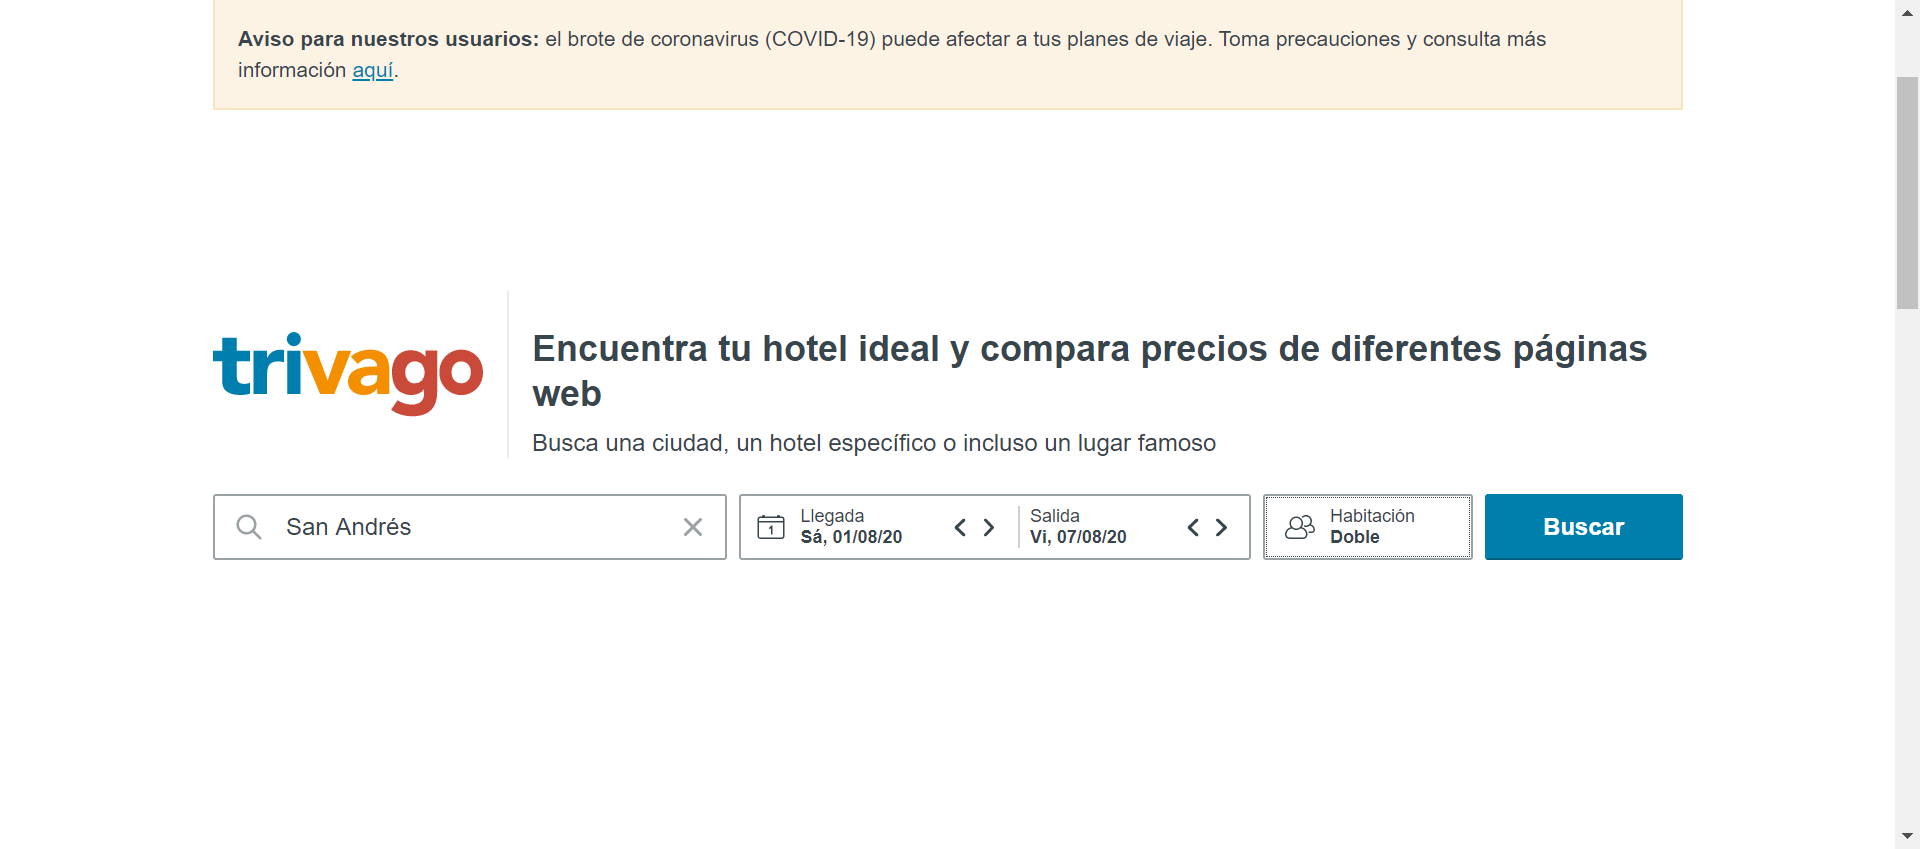 Aviso para nuestros usuarios: el brote de coronavirus (COVID-19) puede afectar a tus planes de viaje. Toma precauciones y consulta más
información aquí.
trivago
Encuentra tu hotel ideal y compara precios de diferentes páginas
web
Busca una ciudad, un hotel específico o incluso un lugar famoso
San Andrés
1
Llegada
Sá, 01/08/20
Salida
Vi, 07/08/20
Habitación
Doble
Buscar